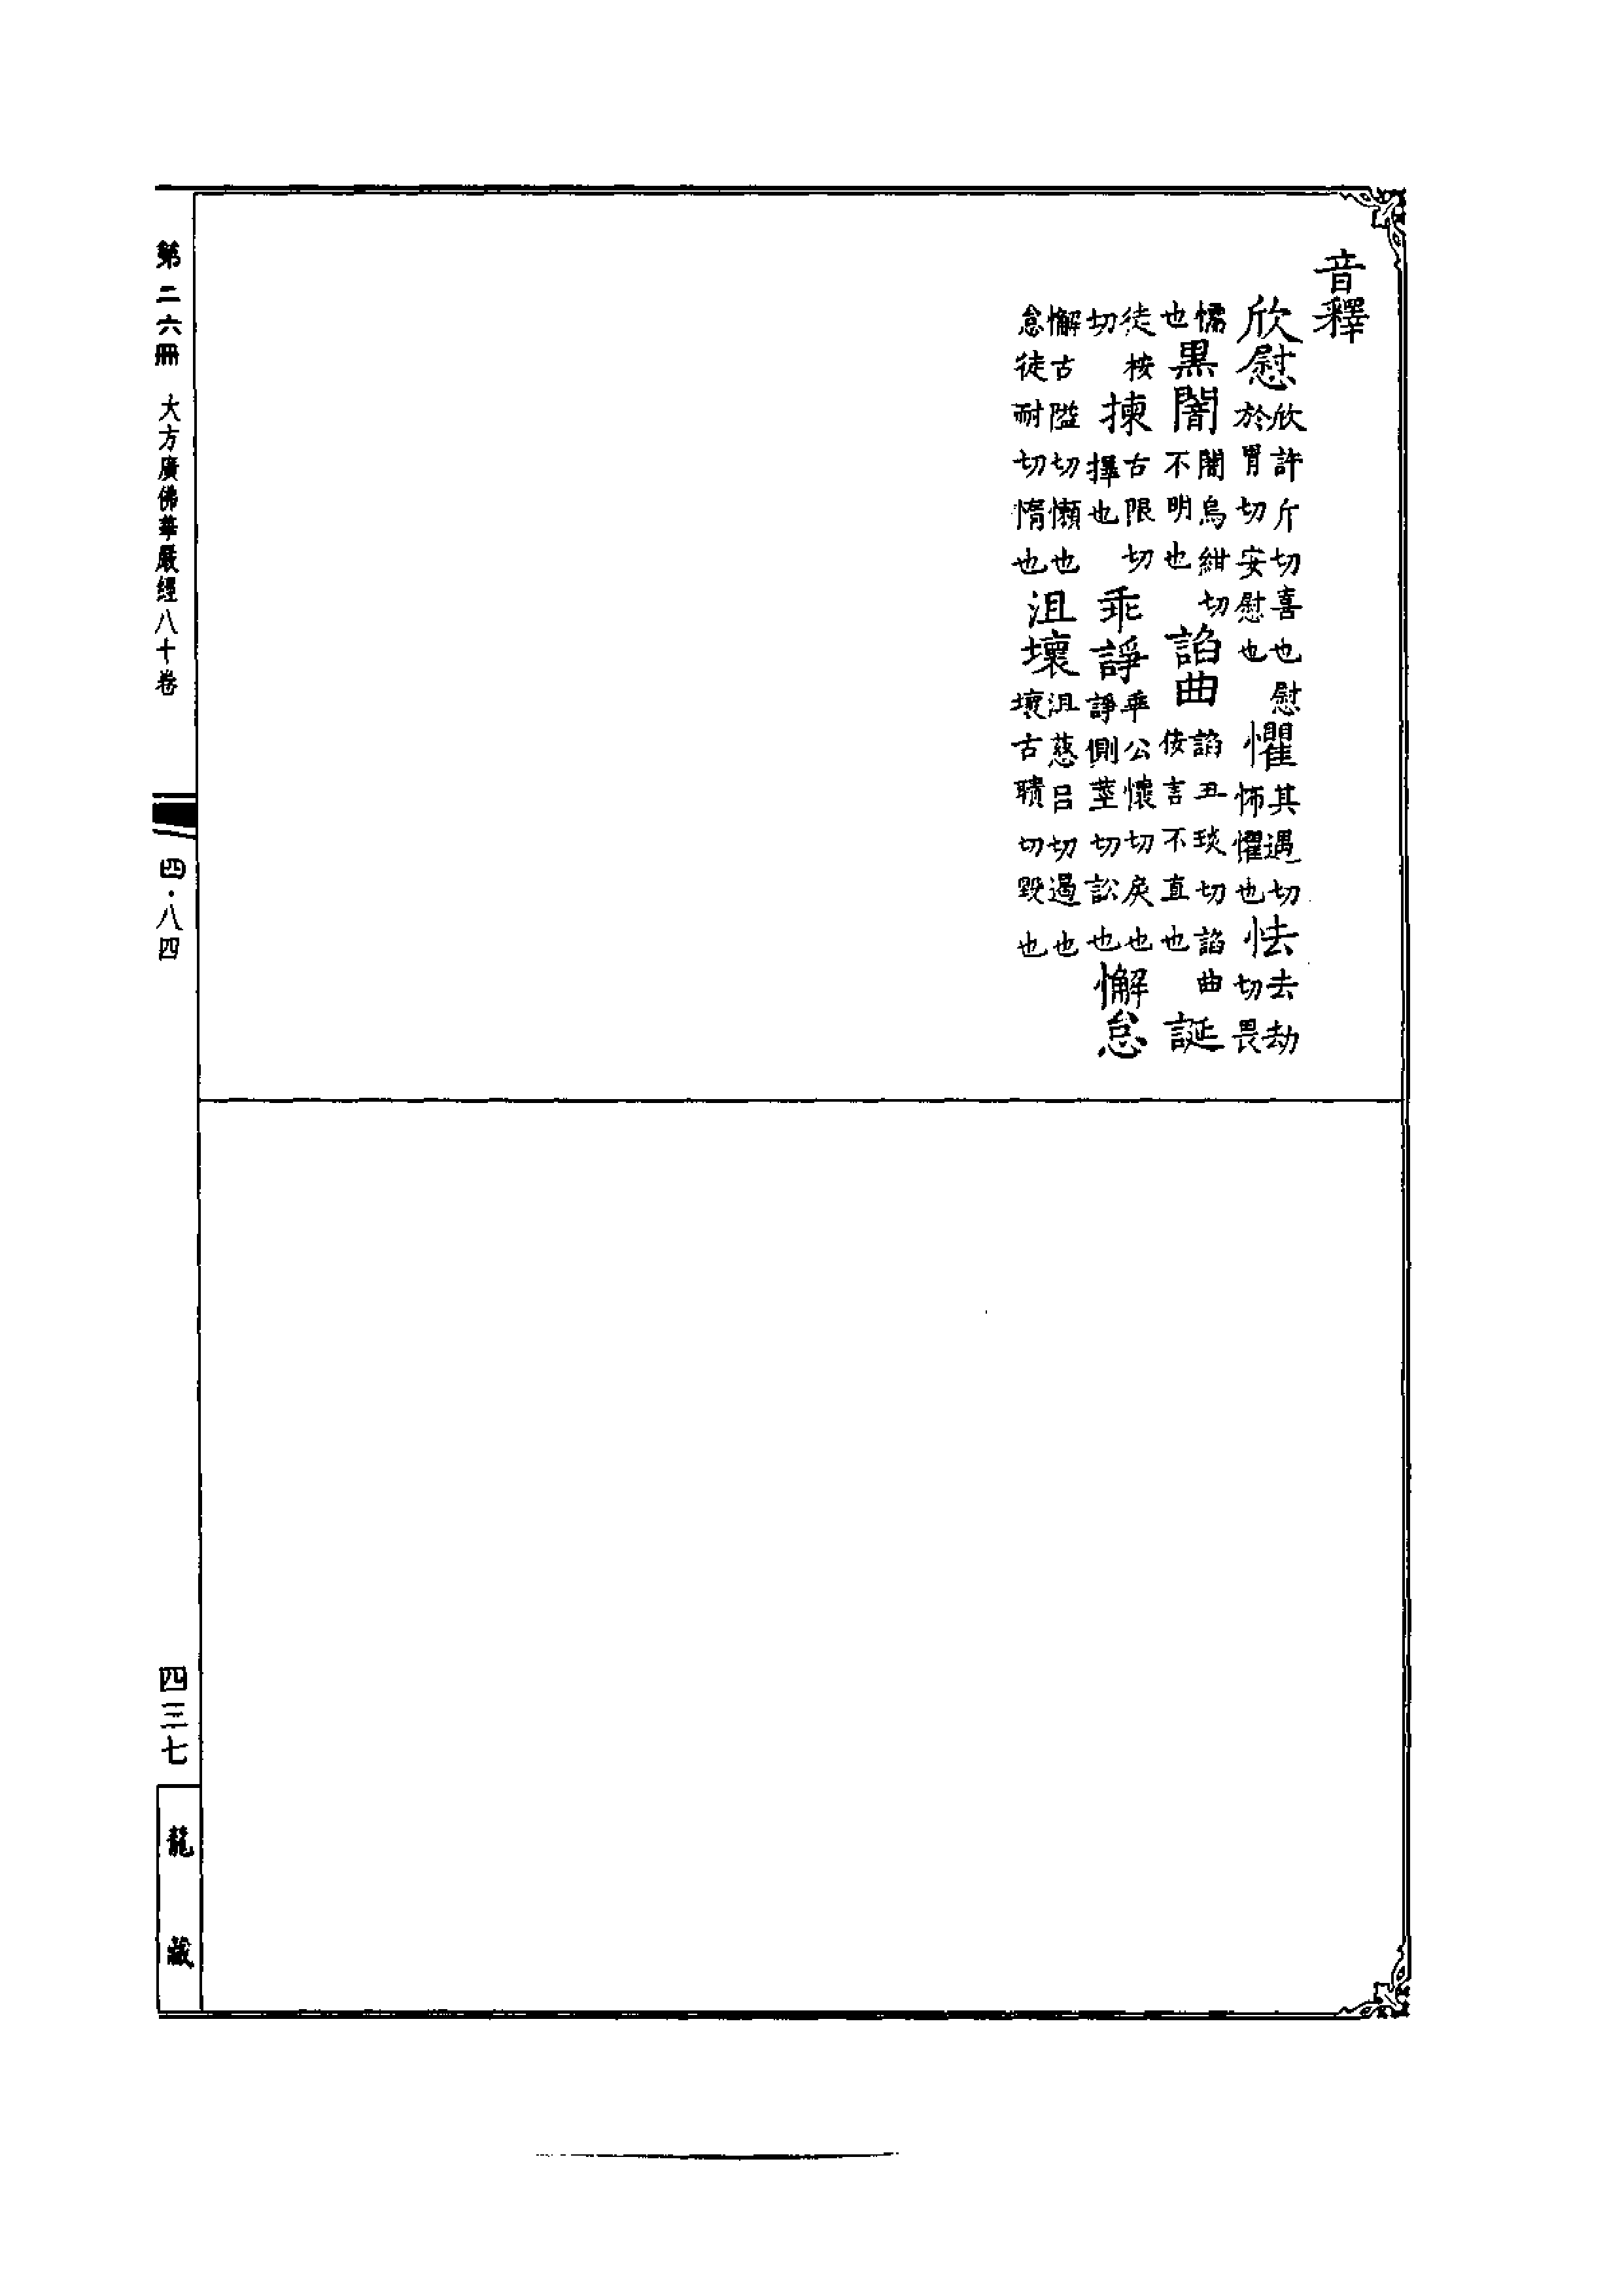 音釋
欣慰欣許斤切喜也慰於胃切安慰也懼其遇切怖懼也怯去劫切畏
懦也黑闇闇烏紺切不明也諂曲諂丑琰切諂曲佞言不直也誕
徒桉切揀古限切擇也乖諍乖公懷切戾也諍側莖切訟也懈怠
懈古隘切懶也怠徒耐切惰也沮壞沮慈呂切遏也壞古聵切毀也
第二六冊 大方廣佛華嚴經八十卷
四·八四
四三七
龍藏